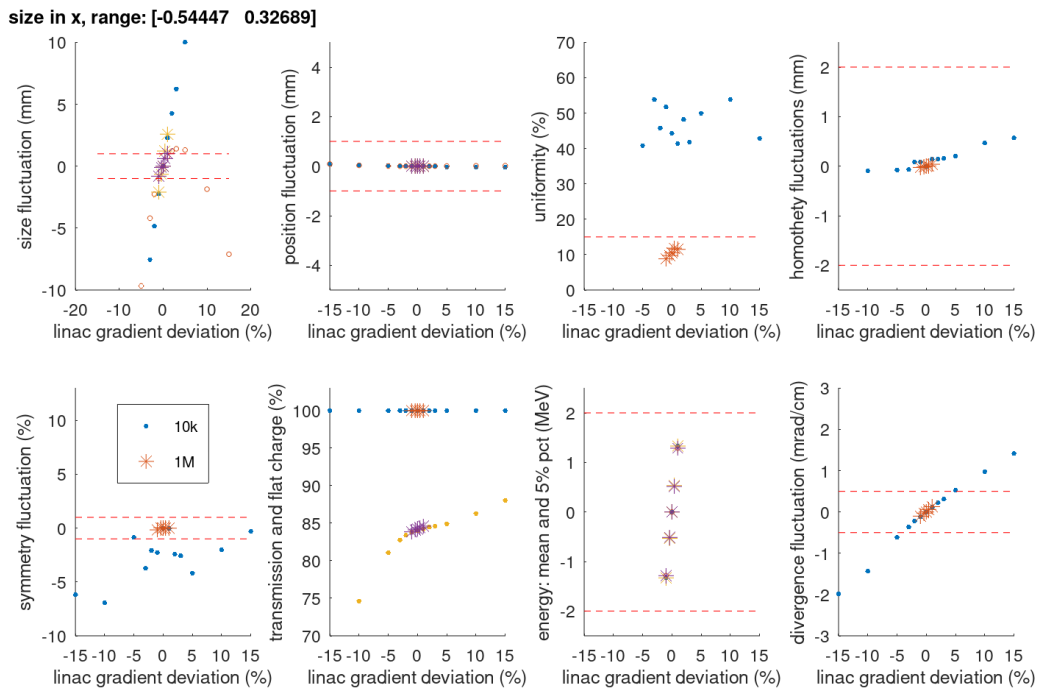 size in x, range: [-0.54447 0.32689]
size fluctuation (mm)
10
5
0
-5
-10
-20 -10 0 10 20
linac gradient deviation (%)
position fluctuation (mm)
4
2
0
-2
-4
-15 -10 -5 0 5 10 15
linac gradient deviation (%)
uniformity (%)
70
60
50
40
30
20
10
0
-15 -10 -5 0 5 10 15
linac gradient deviation (%)
homothety fluctuations (mm)
2
1
0
-1
-2
-15 -10 -5 0 5 10 15
linac gradient deviation (%)
symmetry fluctuation (%)
10
5
0
-5
-10
10k
1M
-15 -10 -5 0 5 10 15
linac gradient deviation (%)
transmission and flat charge (%)
100
95
90
85
80
75
70
-15 -10 -5 0 5 10 15
linac gradient deviation (%)
energy: mean and 5% pct (MeV)
2
1
0
-1
-2
-15 -10 -5 0 5 10 15
linac gradient deviation (%)
divergence fluctuation (mrad/cm)
3
2
1
0
-1
-2
-3
-15 -10 -5 0 5 10 15
linac gradient deviation (%)